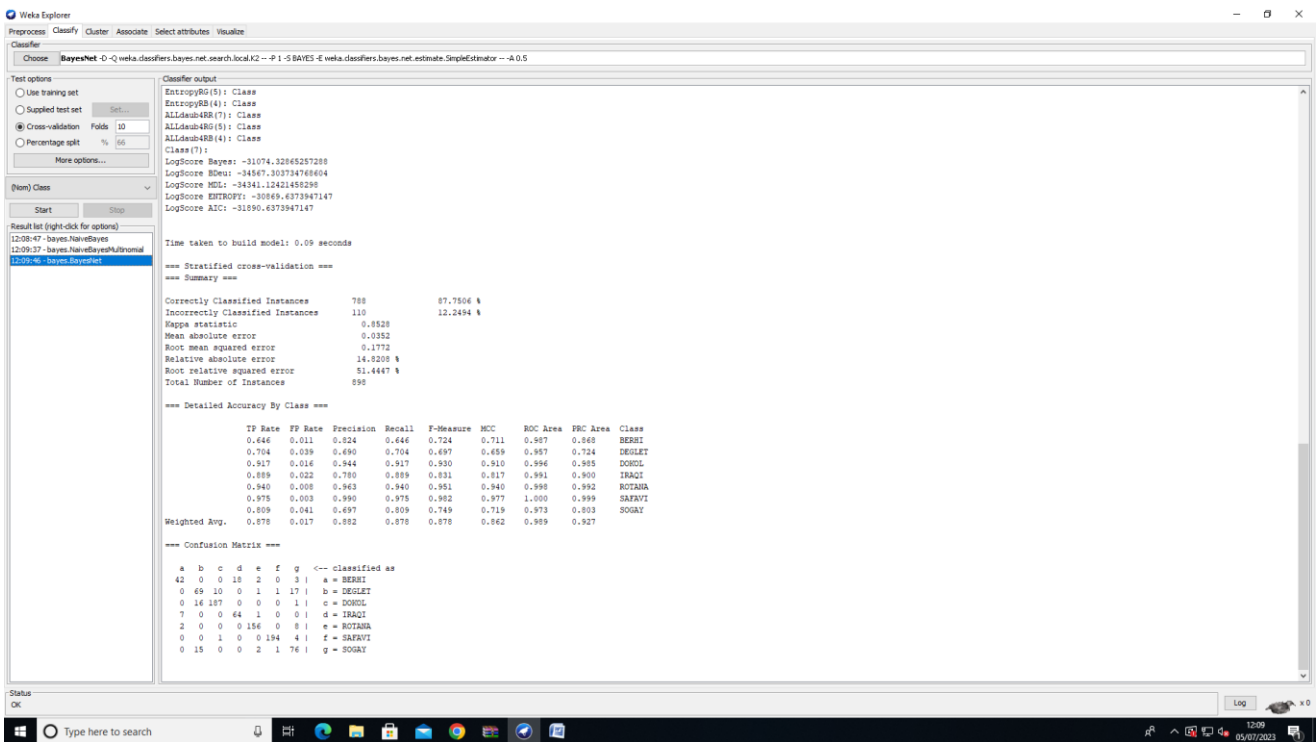 Weka Explorer
Preprocess Classify Cluster Associate Select attributes Visualize
Classifier
Choose BayesNet -D -Q weka.classifiers.bayes.net.search.local.K2 -- -P 1 -S BAYES -E weka.classifiers.bayes.net.estimate.SimpleEstimator -- -A 0.5
Test options
Use training set
Supplied test set Set...
Cross-validation Folds 10
Percentage split % 66
More options...
(Nom) Class
Start Stop
Result list (right-click for options)
12:08:47 - bayes.NaiveBayes
12:09:37 - bayes.NaiveBayesMultinomial
12:09:46 - bayes.BayesNet
Classifier output
EntropyRG(5): Class
EntropyRB(4): Class
ALLdaub4RR(7): Class
ALLdaub4RG(5): Class
ALLdaub4RB(4): Class
Class(7):
LogScore Bayes: -31074.32865257288
LogScore BDeu: -34567.303734768604
LogScore MDL: -34341.12421458298
LogScore ENTROPY: -30869.6373947147
LogScore AIC: -31890.6373947147
Time taken to build model: 0.09 seconds
=== Stratified cross-validation ===
=== Summary ===
Correctly Classified Instances 788 87.7506 %
Incorrectly Classified Instances 110 12.2494 %
Kappa statistic 0.8528
Mean absolute error 0.0352
Root mean squared error 0.1772
Relative absolute error 14.8208 %
Root relative squared error 51.4447 %
Total Number of Instances 898
=== Detailed Accuracy By Class ===
TP Rate FP Rate Precision Recall F-Measure MCC ROC Area PRC Area Class
0.646 0.011 0.824 0.646 0.724 0.711 0.987 0.868 BERHI
0.704 0.039 0.690 0.704 0.697 0.659 0.957 0.724 DEGLET
0.917 0.016 0.944 0.917 0.930 0.910 0.996 0.985 DOKOL
0.889 0.022 0.780 0.889 0.831 0.817 0.991 0.900 IRAQI
0.940 0.008 0.963 0.940 0.951 0.940 0.998 0.992 ROTANA
0.975 0.003 0.990 0.975 0.982 0.977 1.000 0.999 SAFAVI
0.809 0.041 0.697 0.809 0.749 0.719 0.973 0.803 SOGAY
Weighted Avg. 0.878 0.017 0.882 0.878 0.878 0.862 0.989 0.927
=== Confusion Matrix ===
a b c d e f g <-- classified as
42 0 0 18 2 0 3 | a = BERHI
0 69 10 0 1 1 17 | b = DEGLET
0 16 187 0 0 0 1 | c = DOKOL
7 0 0 64 1 0 0 | d = IRAQI
2 0 0 0 156 0 8 | e = ROTANA
0 0 1 0 0 194 4 | f = SAFAVI
0 15 0 0 2 1 76 | g = SOGAY
Status
OK
Log x 0
Type here to search
12:09
05/07/2023